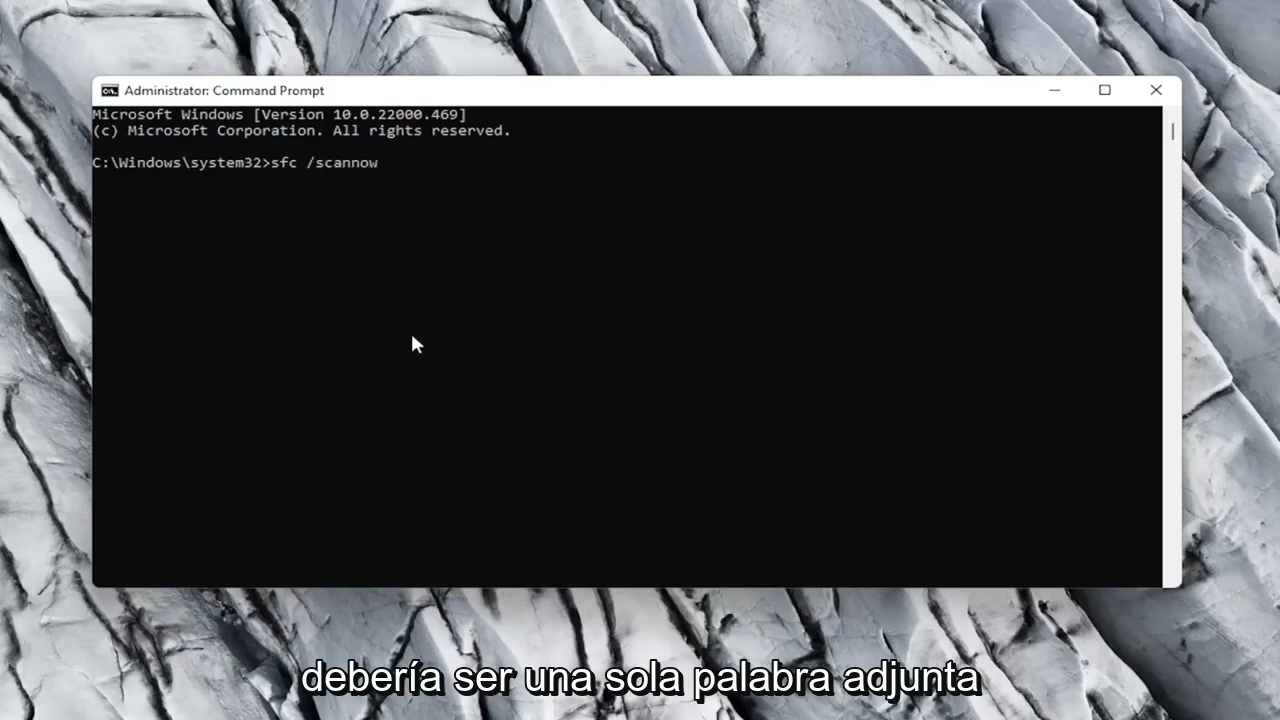 Administrator: Command Prompt
Microsoft Windows [Version 10.0.22000.469]
(c) Microsoft Corporation. All rights reserved.
C:\Windows\system32>sfc /scannow
debería ser una sola palabra adjunta